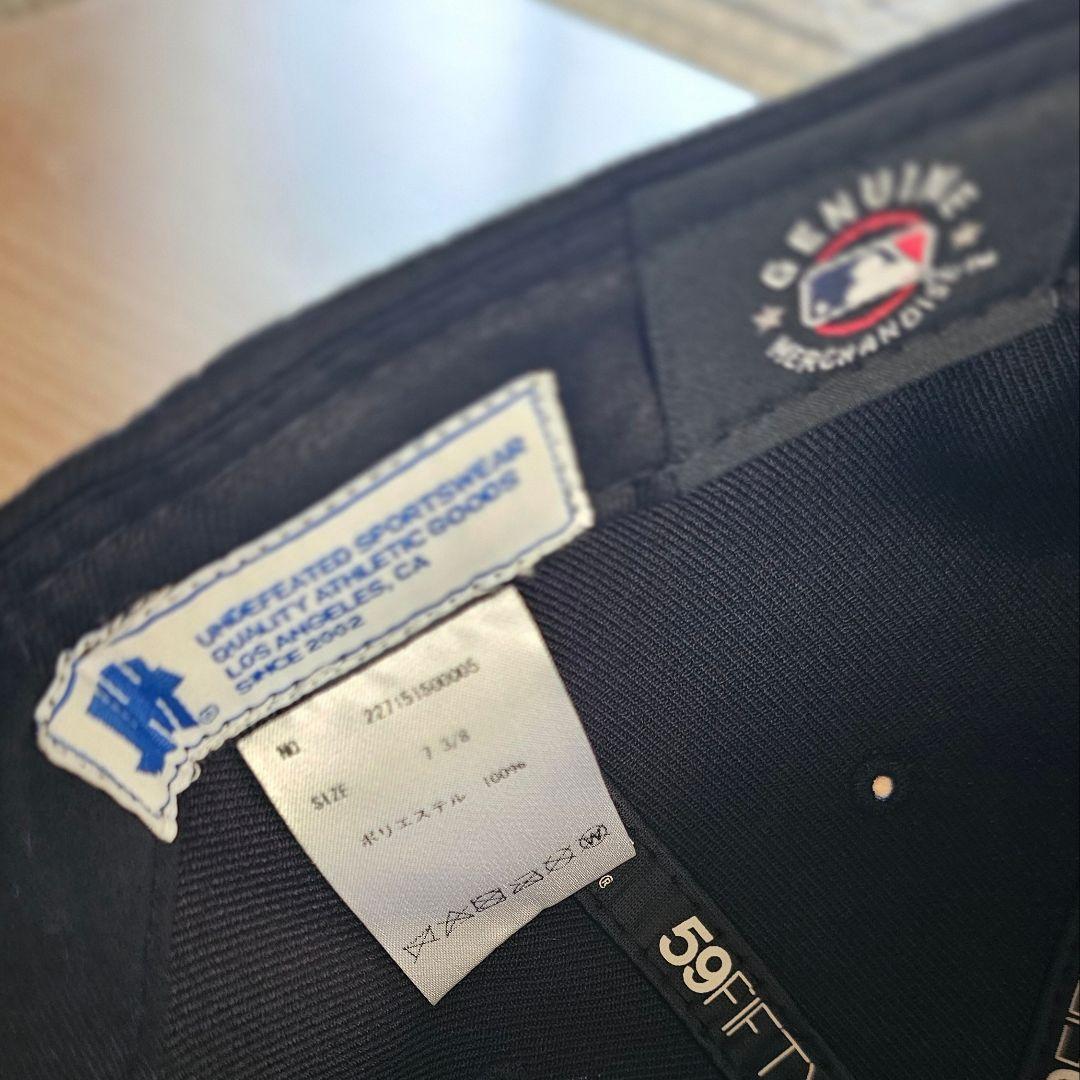 GENUINE
MERCHANDISE
UNDEFEATED SPORTSWEAR
QUALITY ATHLETIC GOODS
LOS ANGELES, CA
SINCE 2002
®
NO 227151500005
SIZE 7 3/8
ポリエステル 100%
W
®
59FIFTY